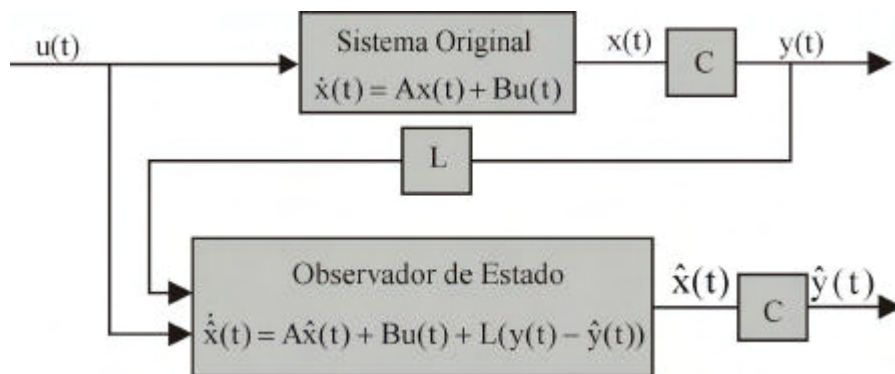 u(t)
Sistema Original
ẋ(t) = Ax(t) + Bu(t)
x(t)
C
y(t)
L
Observador de Estado
x̂̇(t) = Ax̂(t) + Bu(t) + L(y(t) − ŷ(t))
x̂(t)
C
ŷ(t)